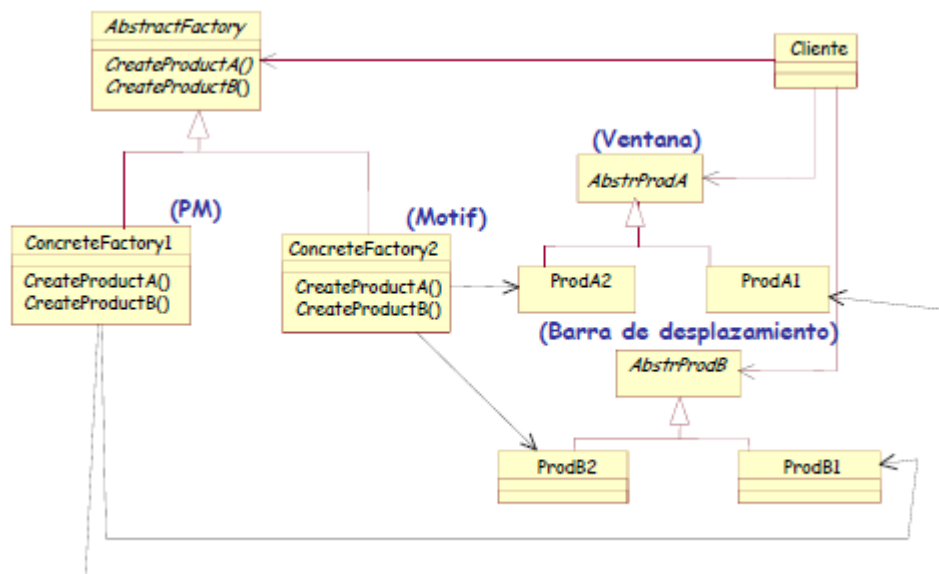 AbstractFactory
CreateProductA()
CreateProductB()
Cliente
(Ventana)
AbstrProdA
(PM)
(Motif)
ConcreteFactory1
CreateProductA()
CreateProductB()
ConcreteFactory2
CreateProductA()
CreateProductB()
ProdA2
ProdA1
(Barra de desplazamiento)
AbstrProdB
ProdB2
ProdB1